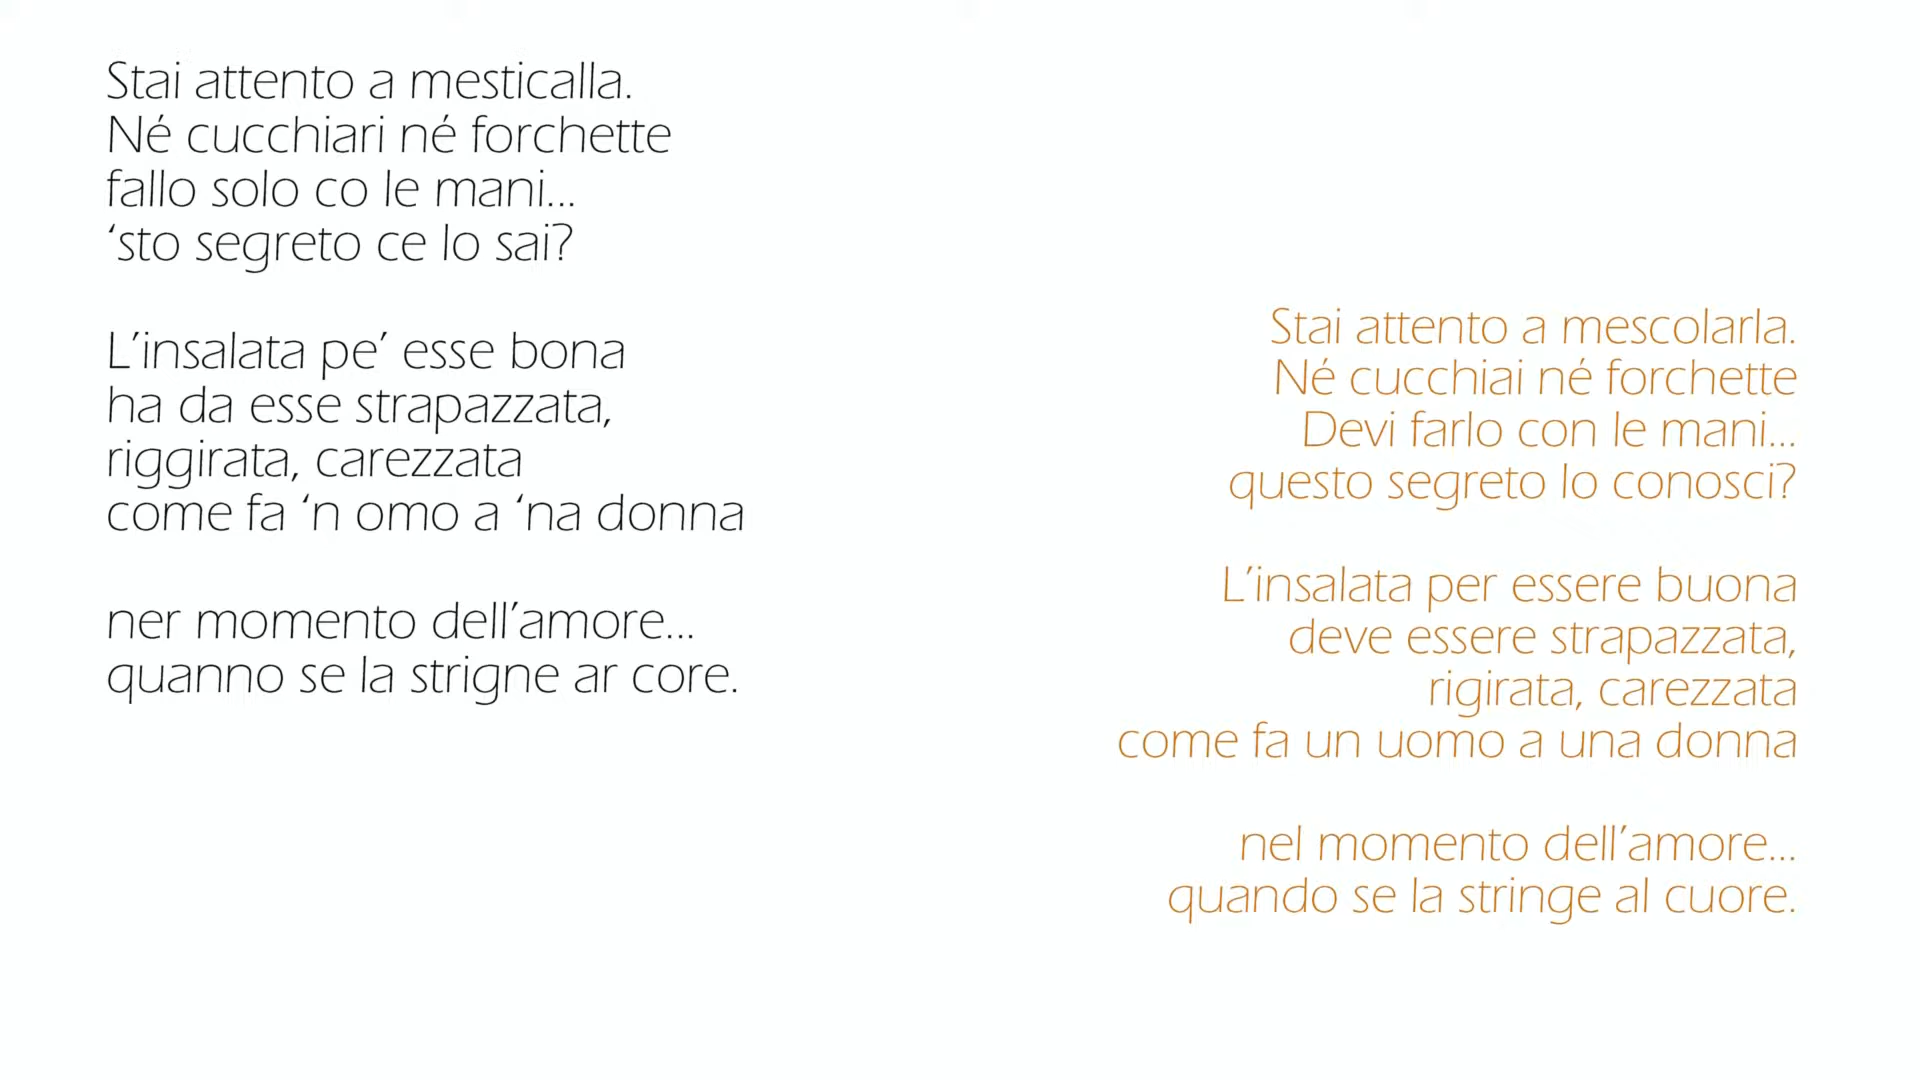 Stai attento a mesticalla.
Né cucchiari né forchette
fallo solo co le mani...
‘sto segreto ce lo sai?
L’insalata pe’ esse bona
ha da esse strapazzata,
riggirata, carezzata
come fa ‘n omo a ‘na donna
ner momento dell’amore...
quanno se la strigne ar core.
Stai attento a mescolarla.
Né cucchiai né forchette
Devi farlo con le mani...
questo segreto lo conosci?
L’insalata per essere buona
deve essere strapazzata,
rigirata, carezzata
come fa un uomo a una donna
nel momento dell’amore...
quando se la stringe al cuore.